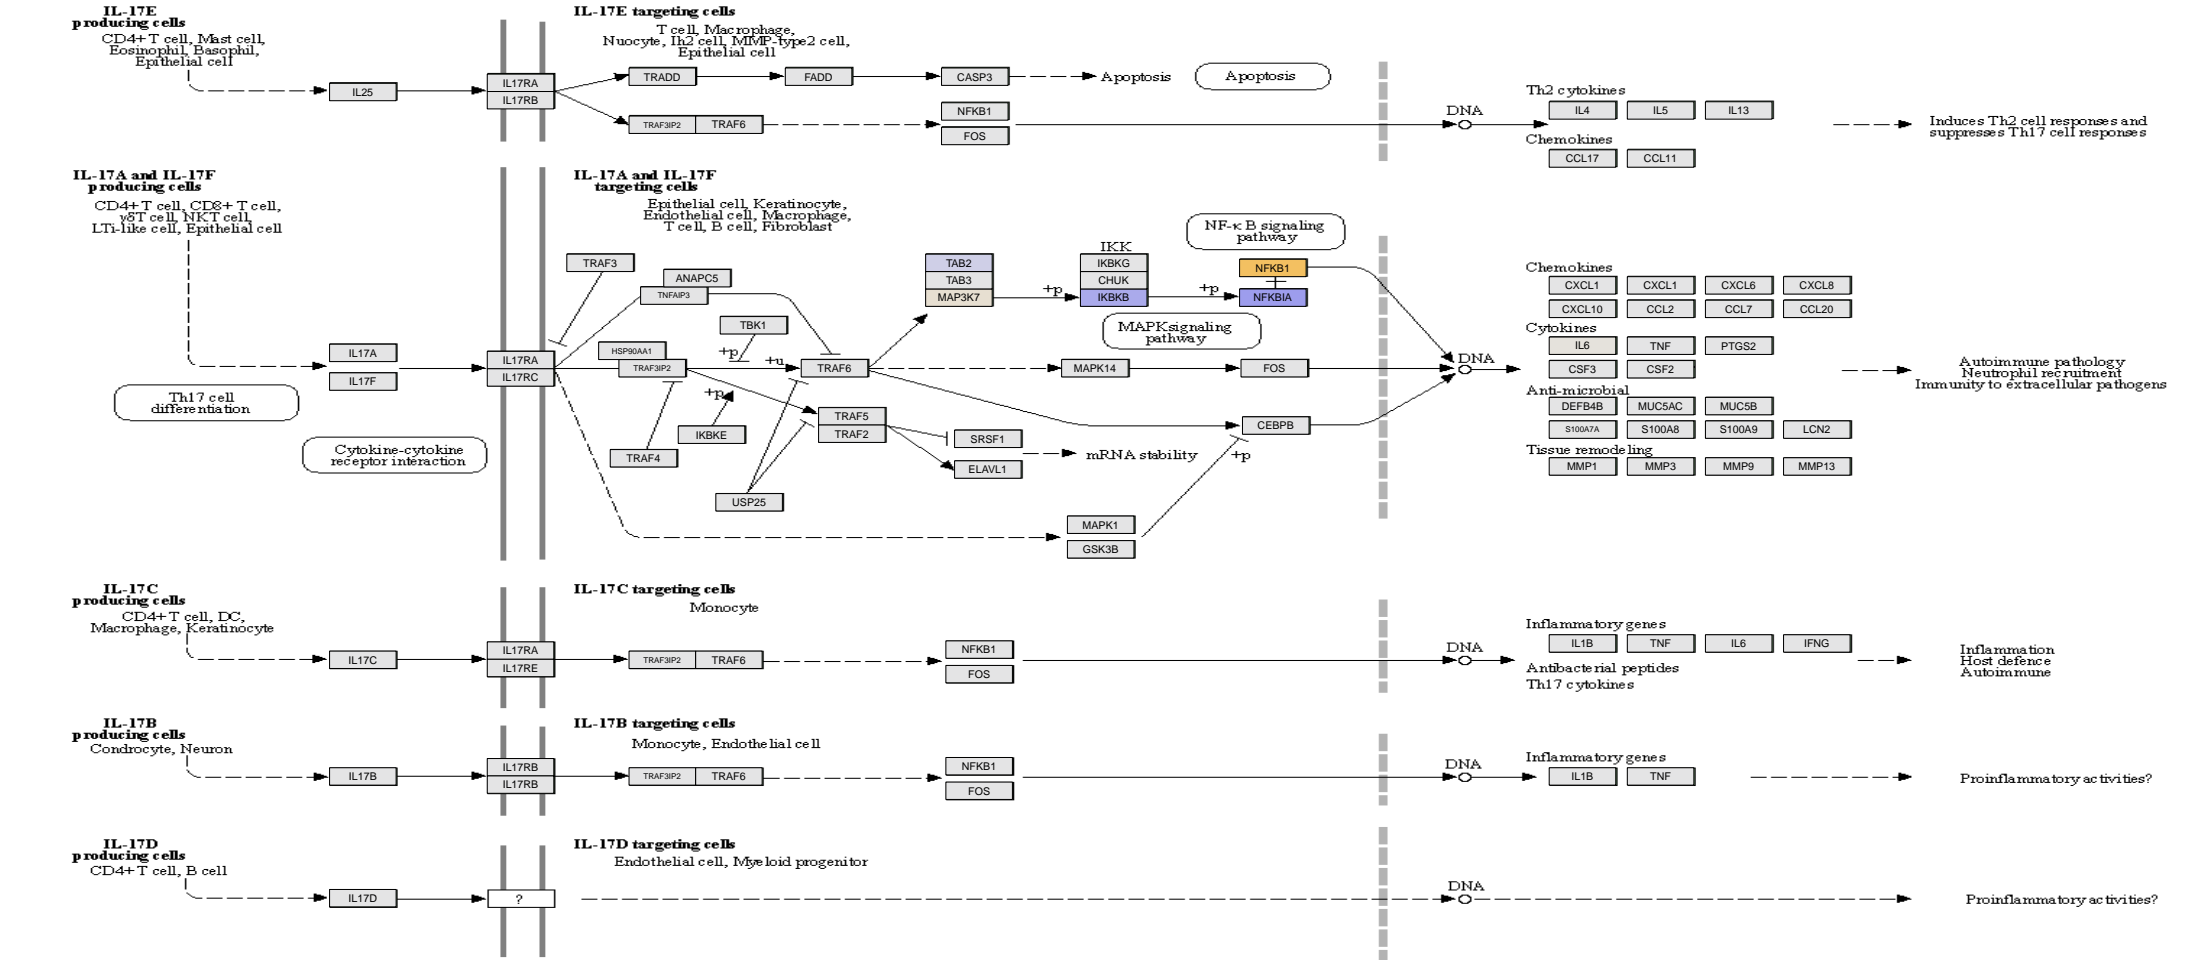 IL-17E
producing cells
CD4+ T cell, Mast cell,
Eosinophil, Basophil,
Epithelial cell
IL-17E targeting cells
T cell, Macrophage,
Nuocyte, Ih2 cell, MMP-type2 cell,
Epithelial cell
IL25
IL17RA
IL17RB
TRADD
FADD
CASP3
Apoptosis
Apoptosis
TRAF3IP2
TRAF6
NFKB1
FOS
DNA
Th2 cytokines
IL4
IL5
IL13
Chemokines
CCL17
CCL11
Induces Th2 cell responses and
suppresses Th17 cell responses
IL-17A and IL-17F
producing cells
CD4+ T cell, CD8+ T cell,
γδT cell, NKT cell,
LTi-like cell, Epithelial cell
IL-17A and IL-17F
targeting cells
Epithelial cell, Keratinocyte,
Endothelial cell, Macrophage,
T cell, B cell, Fibroblast
NF-κ B signaling
pathway
TRAF3
ANAPC5
TNFAIP3
TAB2
TAB3
MAP3K7
+p
IKK
IKBKG
CHUK
IKBKB
+p
NFKB1
NFKBIA
MAPK signaling
pathway
TBK1
+p
+u
IL17A
IL17F
IL17RA
IL17RC
HSP90AA1
TRAF3IP2
TRAF6
MAPK14
FOS
DNA
Th17 cell
differentiation
+p
IKBKE
TRAF5
TRAF2
CEBPB
Cytokine-cytokine
receptor interaction
TRAF4
SRSF1
ELAVL1
mRNA stability
+p
USP25
MAPK1
GSK3B
Chemokines
CXCL1
CXCL1
CXCL6
CXCL8
CXCL10
CCL2
CCL7
CCL20
Cytokines
IL6
TNF
PTGS2
CSF3
CSF2
Anti-microbial
DEFB4B
MUC5AC
MUC5B
S100A7A
S100A8
S100A9
LCN2
Tissue remodeling
MMP1
MMP3
MMP9
MMP13
Autoimmune pathology
Neutrophil recruitment
Immunity to extracellular pathogens
IL-17C
producing cells
CD4+ T cell, DC,
Macrophage, Keratinocyte
IL-17C targeting cells
Monocyte
IL17C
IL17RA
IL17RE
TRAF3IP2
TRAF6
NFKB1
FOS
DNA
Inflammatory genes
IL1B
TNF
IL6
IFNG
Antibacterial peptides
Th17 cytokines
Inflammation
Host defence
Autoimmune
IL-17B
producing cells
Condrocyte, Neuron
IL-17B targeting cells
Monocyte, Endothelial cell
IL17B
IL17RB
IL17RB
TRAF3IP2
TRAF6
NFKB1
FOS
DNA
Inflammatory genes
IL1B
TNF
Proinflammatory activities?
IL-17D
producing cells
CD4+ T cell, B cell
IL-17D targeting cells
Endothelial cell, Myeloid progenitor
IL17D
?
DNA
Proinflammatory activities?